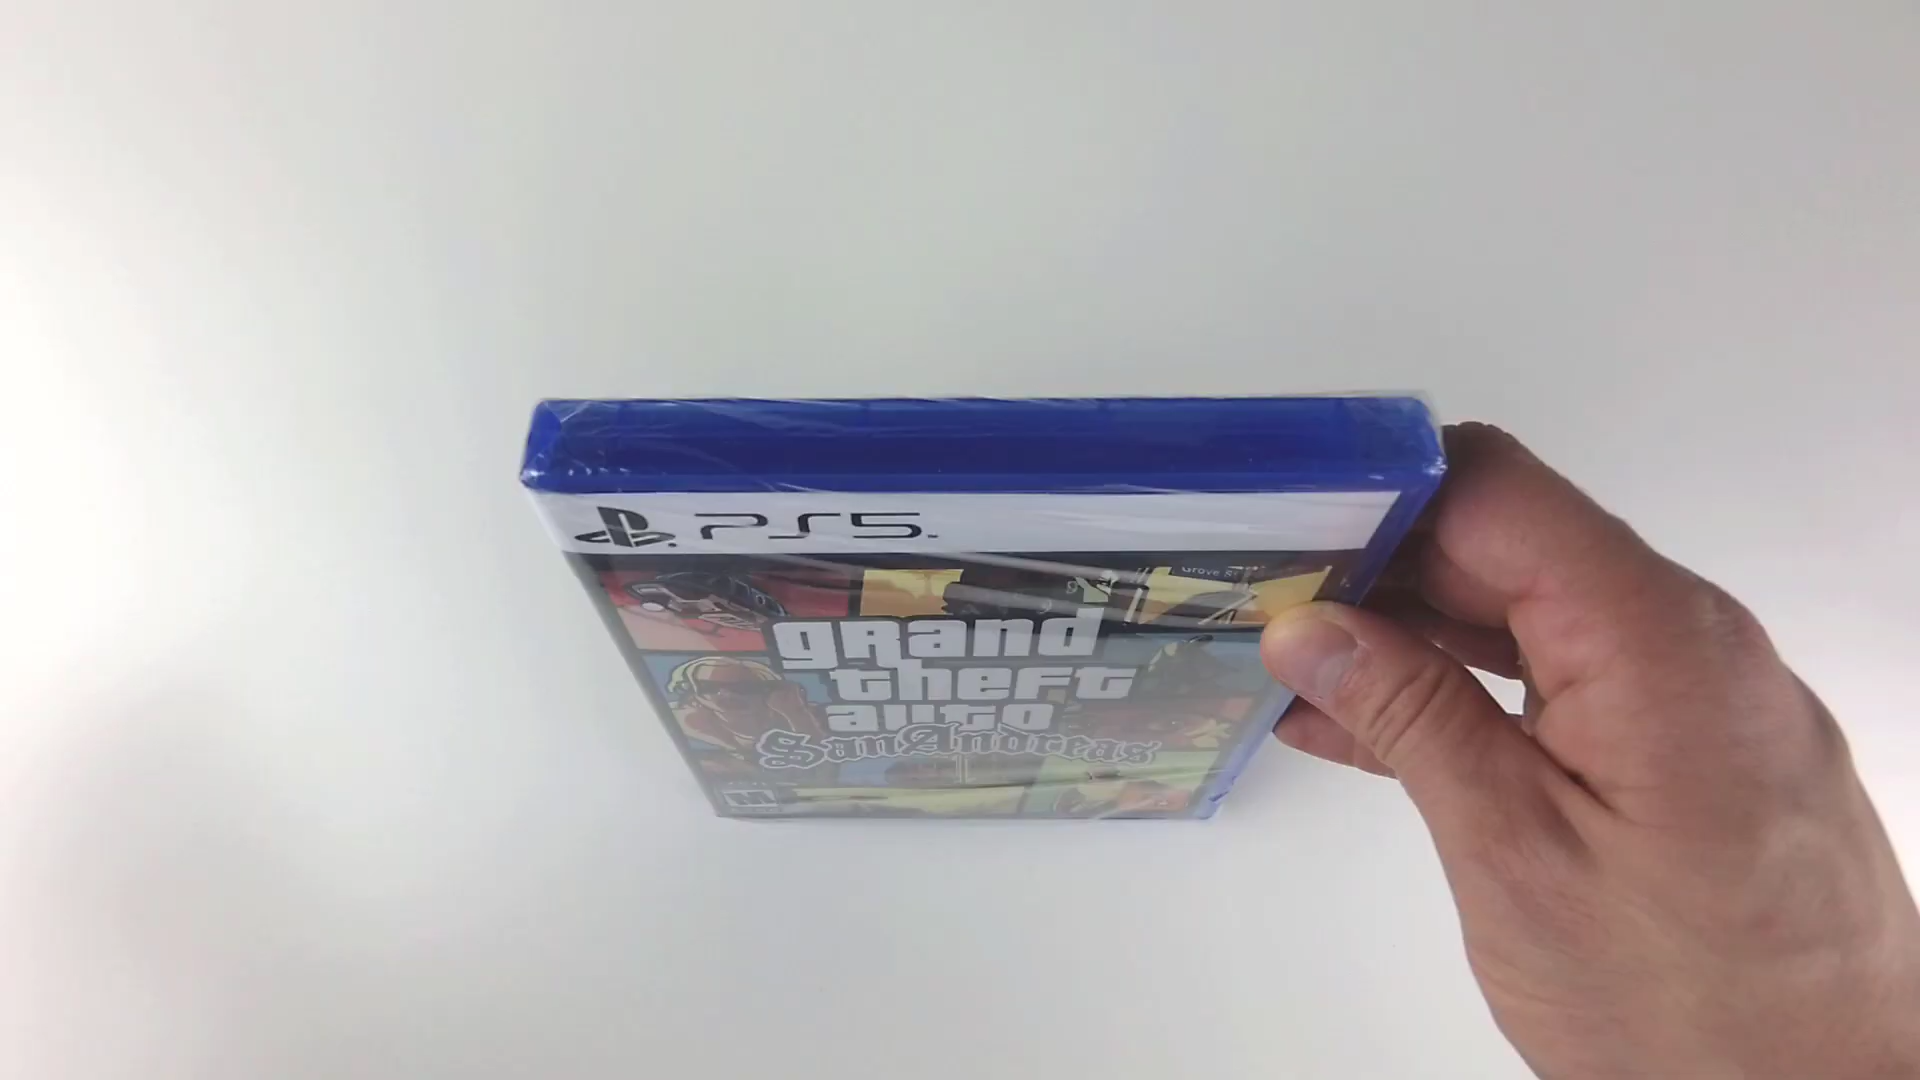 PS5
Grove St
grand
theft
auto
San Andreas
M